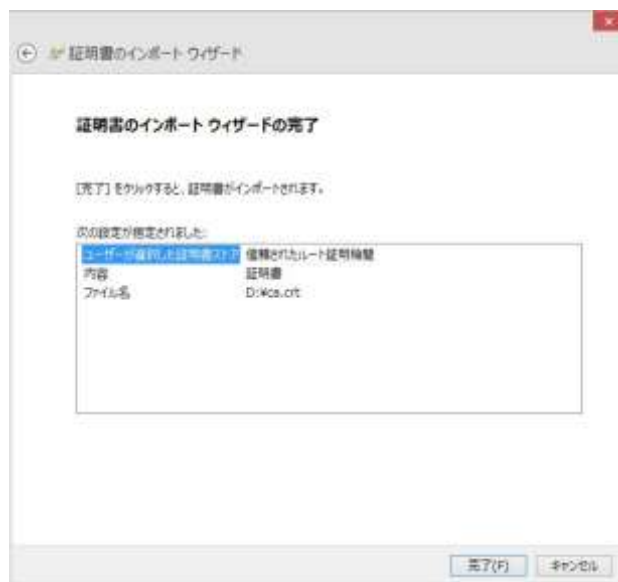 証明書のインポート ウィザード
証明書のインポート ウィザードの完了
[完了] をクリックすると、証明書がインポートされます。
次の設定が指定されました:
ユーザーが選択した証明書ストア 信頼されたルート証明機関
内容 証明書
ファイル名 D:¥ca.crt
完了(F) キャンセル